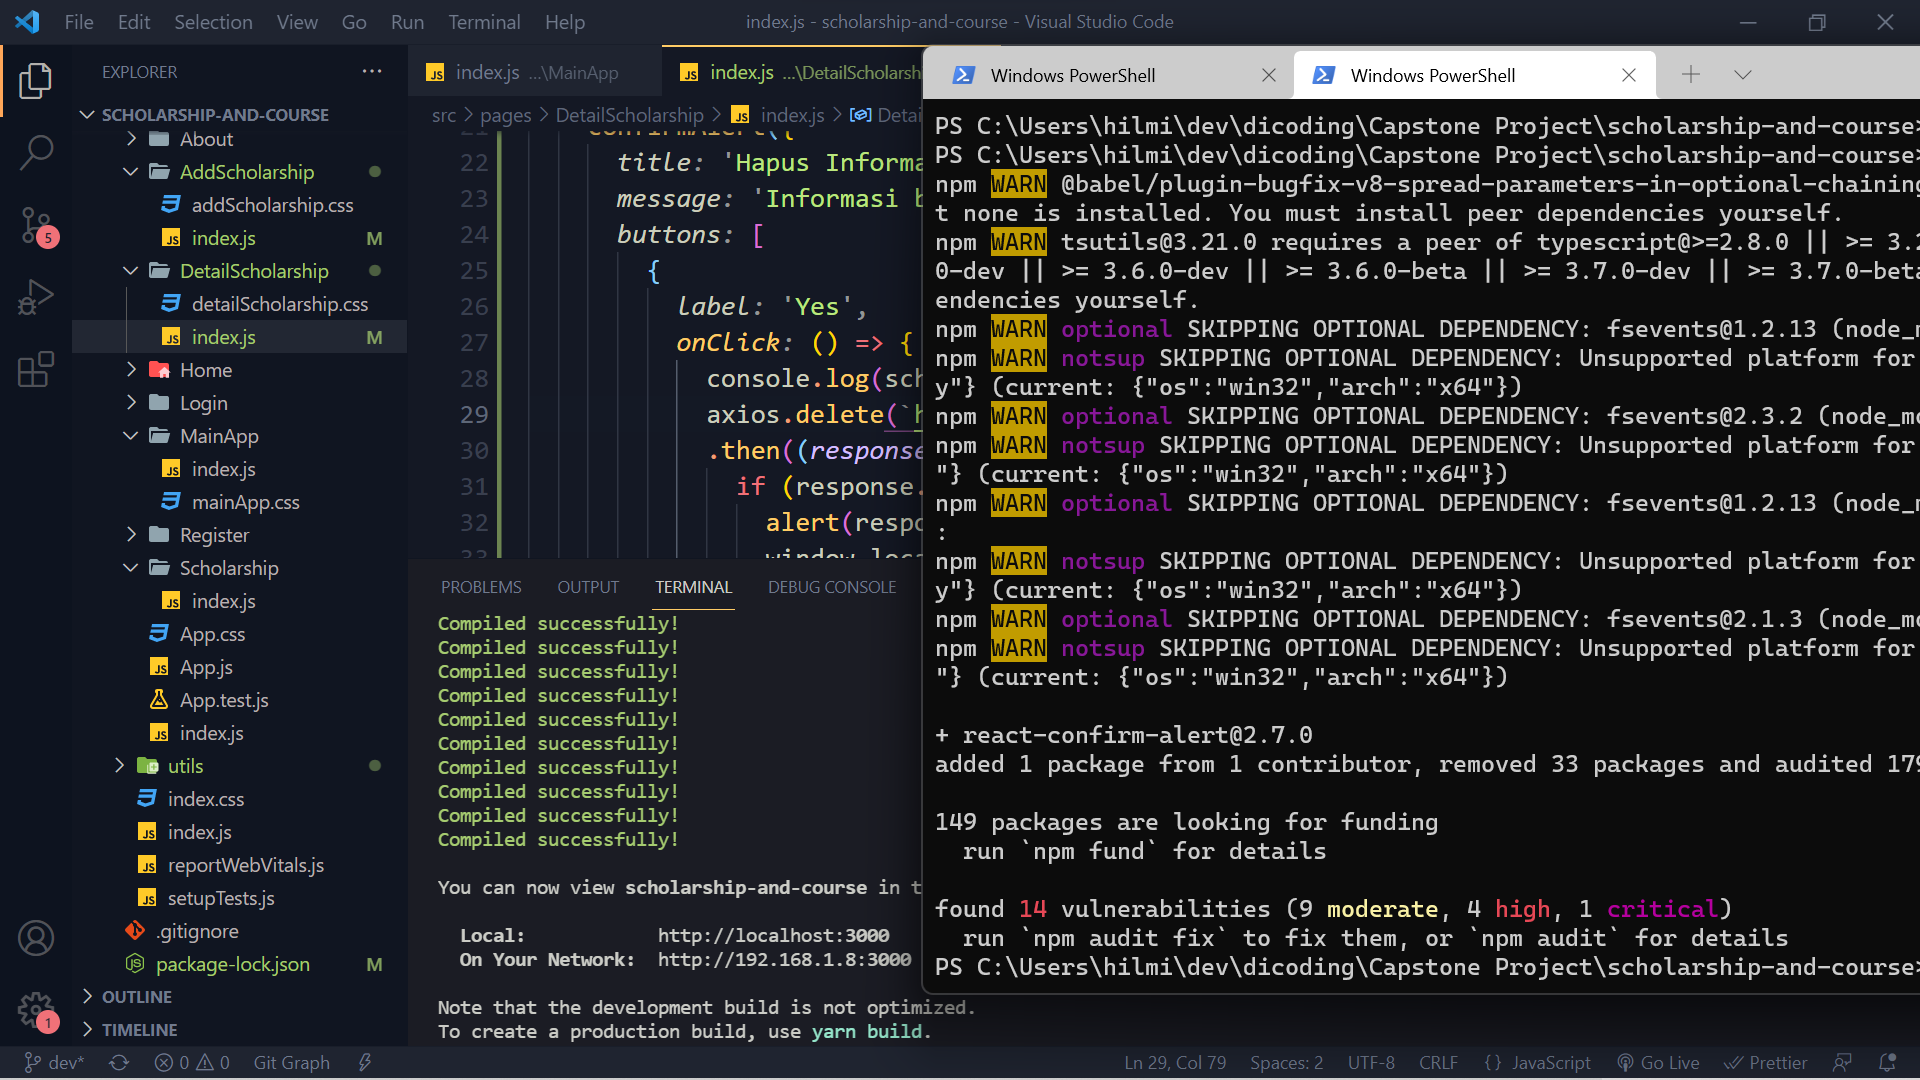 File Edit Selection View Go Run Terminal Help
index.js - scholarship-and-course - Visual Studio Code
EXPLORER
SCHOLARSHIP-AND-COURSE
About
AddScholarship
addScholarship.css
index.js M
DetailScholarship
detailScholarship.css
index.js M
Home
Login
MainApp
index.js
mainApp.css
Register
Scholarship
index.js
App.css
App.js
App.test.js
index.js
utils
index.css
index.js
reportWebVitals.js
setupTests.js
.gitignore
package-lock.json M
OUTLINE
TIMELINE
5
1
index.js ...\MainApp
index.js ...\DetailScholarsh
src > pages > DetailScholarship > index.js > Detai
21 confirmAlert({
22 title: 'Hapus Informa
23 message: 'Informasi b
24 buttons: [
25 {
26 label: 'Yes',
27 onClick: () => {
28 console.log(sch
29 axios.delete(`h
30 .then((response
31 if (response.
32 alert(respo
33 window.loca
PROBLEMS OUTPUT TERMINAL DEBUG CONSOLE
Compiled successfully!
Compiled successfully!
Compiled successfully!
Compiled successfully!
Compiled successfully!
Compiled successfully!
Compiled successfully!
Compiled successfully!
Compiled successfully!
Compiled successfully!
You can now view scholarship-and-course in t
Local: http://localhost:3000
On Your Network: http://192.168.1.8:3000
Note that the development build is not optimized.
To create a production build, use yarn build.
Windows PowerShell
Windows PowerShell
PS C:\Users\hilmi\dev\dicoding\Capstone Project\scholarship-and-course>
PS C:\Users\hilmi\dev\dicoding\Capstone Project\scholarship-and-course>
npm WARN @babel/plugin-bugfix-v8-spread-parameters-in-optional-chaining
t none is installed. You must install peer dependencies yourself.
npm WARN tsutils@3.21.0 requires a peer of typescript@>=2.8.0 || >= 3.2
0-dev || >= 3.6.0-dev || >= 3.6.0-beta || >= 3.7.0-dev || >= 3.7.0-beta
endencies yourself.
npm WARN optional SKIPPING OPTIONAL DEPENDENCY: fsevents@1.2.13 (node_m
npm WARN notsup SKIPPING OPTIONAL DEPENDENCY: Unsupported platform for
y"} (current: {"os":"win32","arch":"x64"})
npm WARN optional SKIPPING OPTIONAL DEPENDENCY: fsevents@2.3.2 (node_mo
npm WARN notsup SKIPPING OPTIONAL DEPENDENCY: Unsupported platform for
"} (current: {"os":"win32","arch":"x64"})
npm WARN optional SKIPPING OPTIONAL DEPENDENCY: fsevents@1.2.13 (node_m
:
npm WARN notsup SKIPPING OPTIONAL DEPENDENCY: Unsupported platform for
y"} (current: {"os":"win32","arch":"x64"})
npm WARN optional SKIPPING OPTIONAL DEPENDENCY: fsevents@2.1.3 (node_mo
npm WARN notsup SKIPPING OPTIONAL DEPENDENCY: Unsupported platform for
"} (current: {"os":"win32","arch":"x64"})
+ react-confirm-alert@2.7.0
added 1 package from 1 contributor, removed 33 packages and audited 179
149 packages are looking for funding
run `npm fund` for details
found 14 vulnerabilities (9 moderate, 4 high, 1 critical)
run `npm audit fix` to fix them, or `npm audit` for details
PS C:\Users\hilmi\dev\dicoding\Capstone Project\scholarship-and-course>
dev* 0 0 Git Graph
Ln 29, Col 79 Spaces: 2 UTF-8 CRLF {} JavaScript Go Live Prettier